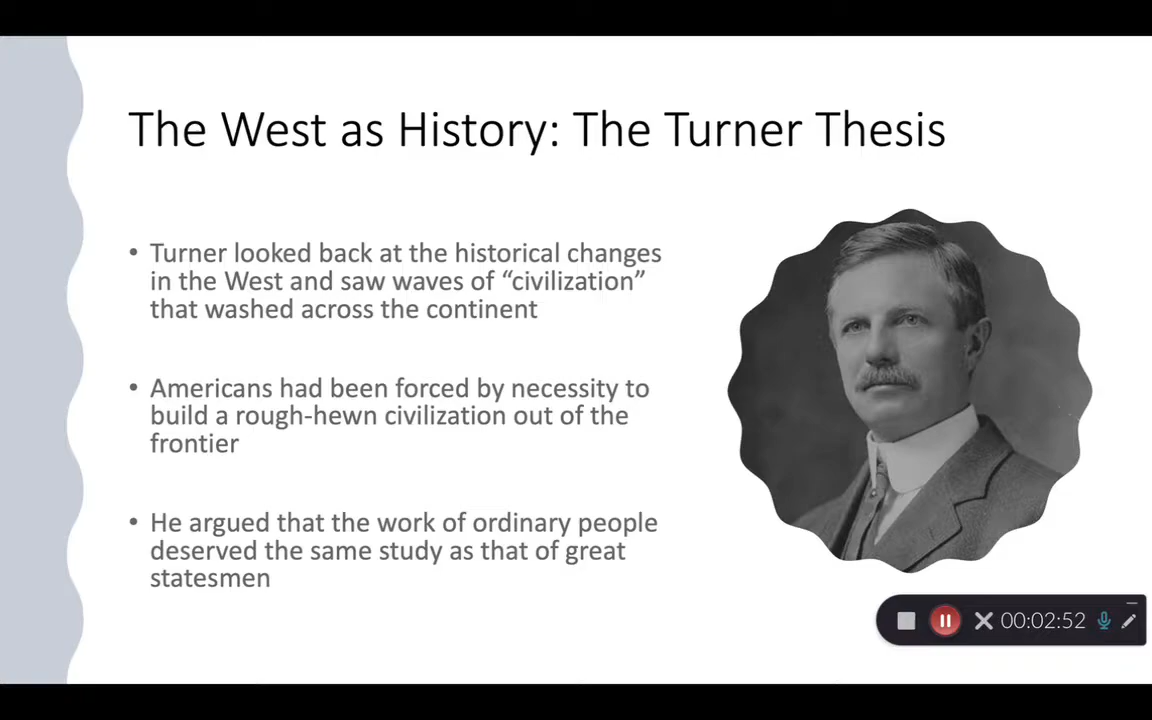 The West as History: The Turner Thesis
• Turner looked back at the historical changes
in the West and saw waves of “civilization”
that washed across the continent
• Americans had been forced by necessity to
build a rough-hewn civilization out of the
frontier
• He argued that the work of ordinary people
deserved the same study as that of great
statesmen
00:02:52